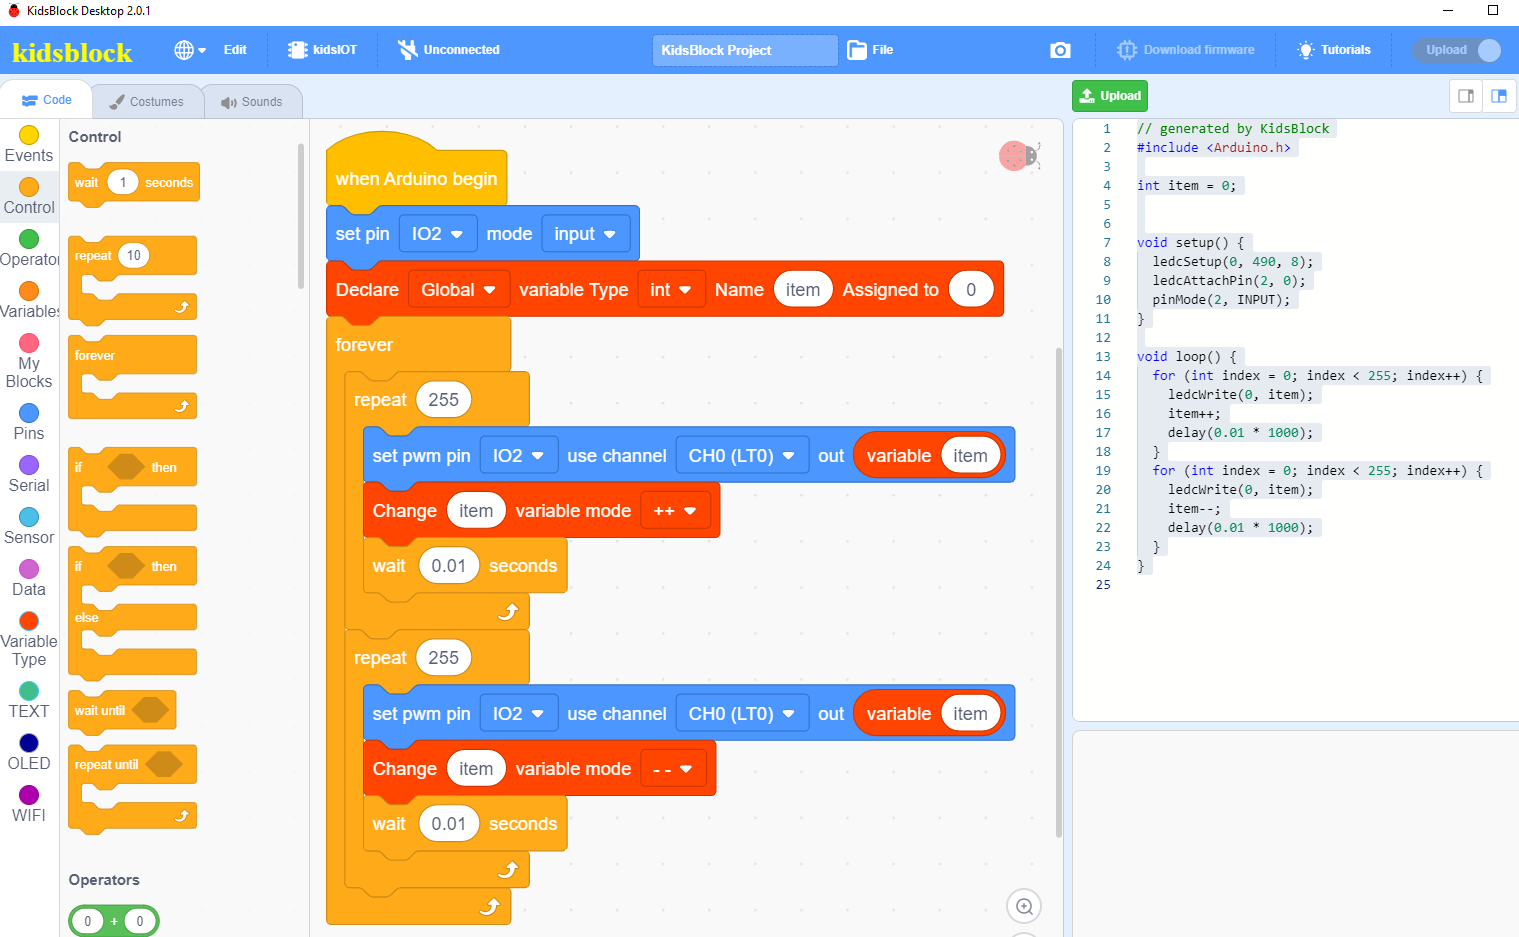 KidsBlock Desktop 2.0.1
kidsblock
Edit
kidsIOT
Unconnected
KidsBlock Project
File
Download firmware
Tutorials
Upload
Code
Costumes
Sounds
Upload
Events
Control
Operator
Variables
My
Blocks
Pins
Serial
Sensor
Data
Variable
Type
TEXT
OLED
WIFI
Control
wait 1 seconds
repeat 10
forever
if then
if then
else
wait until
repeat until
Operators
0 + 0
when Arduino begin
set pin IO2 mode input
Declare Global variable Type int Name item Assigned to 0
forever
repeat 255
set pwm pin IO2 use channel CH0 (LT0) out variable item
Change item variable mode ++
wait 0.01 seconds
repeat 255
set pwm pin IO2 use channel CH0 (LT0) out variable item
Change item variable mode --
wait 0.01 seconds
1 // generated by KidsBlock
2 #include <Arduino.h>
3
4 int item = 0;
5
6
7 void setup() {
8 ledcSetup(0, 490, 8);
9 ledcAttachPin(2, 0);
10 pinMode(2, INPUT);
11 }
12
13 void loop() {
14 for (int index = 0; index < 255; index++) {
15 ledcWrite(0, item);
16 item++;
17 delay(0.01 * 1000);
18 }
19 for (int index = 0; index < 255; index++) {
20 ledcWrite(0, item);
21 item--;
22 delay(0.01 * 1000);
23 }
24 }
25